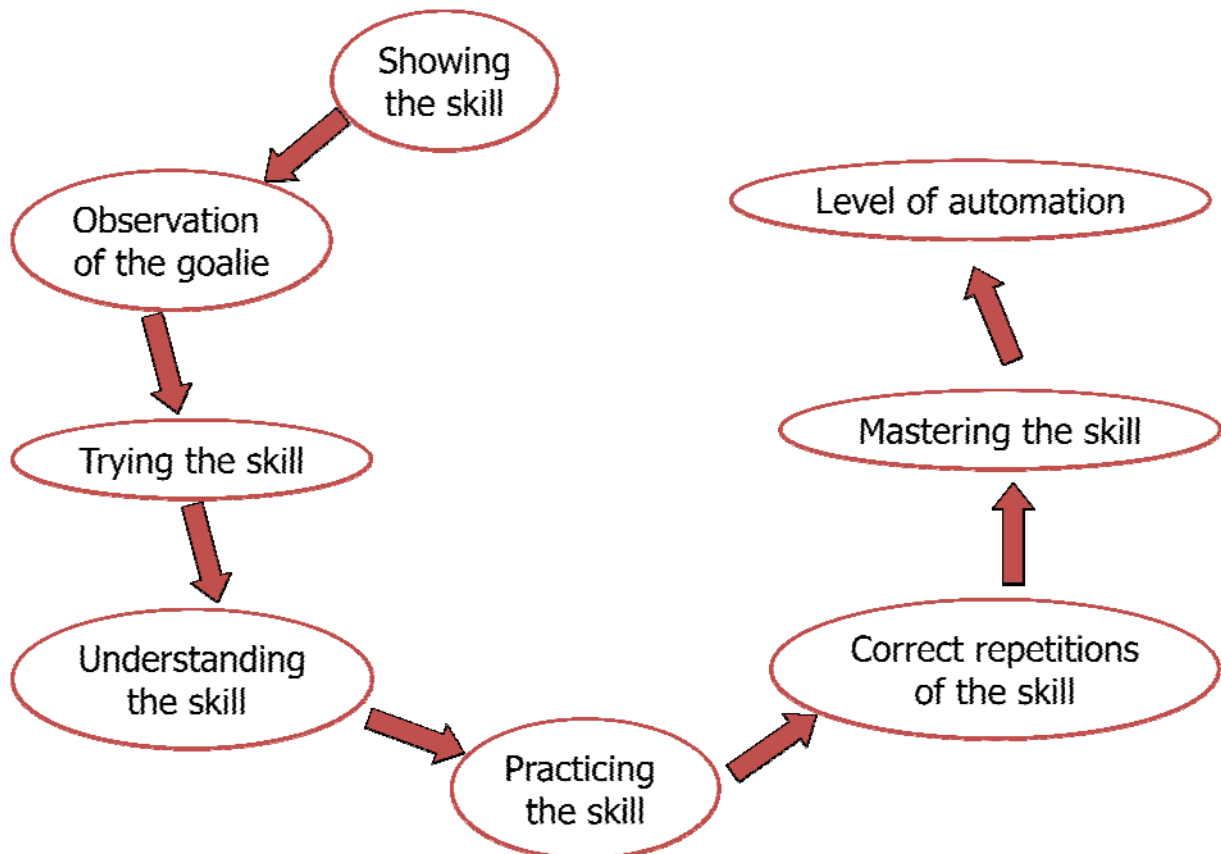 Showing
the skill
Observation
of the goalie
Trying the skill
Understanding
the skill
Practicing
the skill
Correct repetitions
of the skill
Mastering the skill
Level of automation